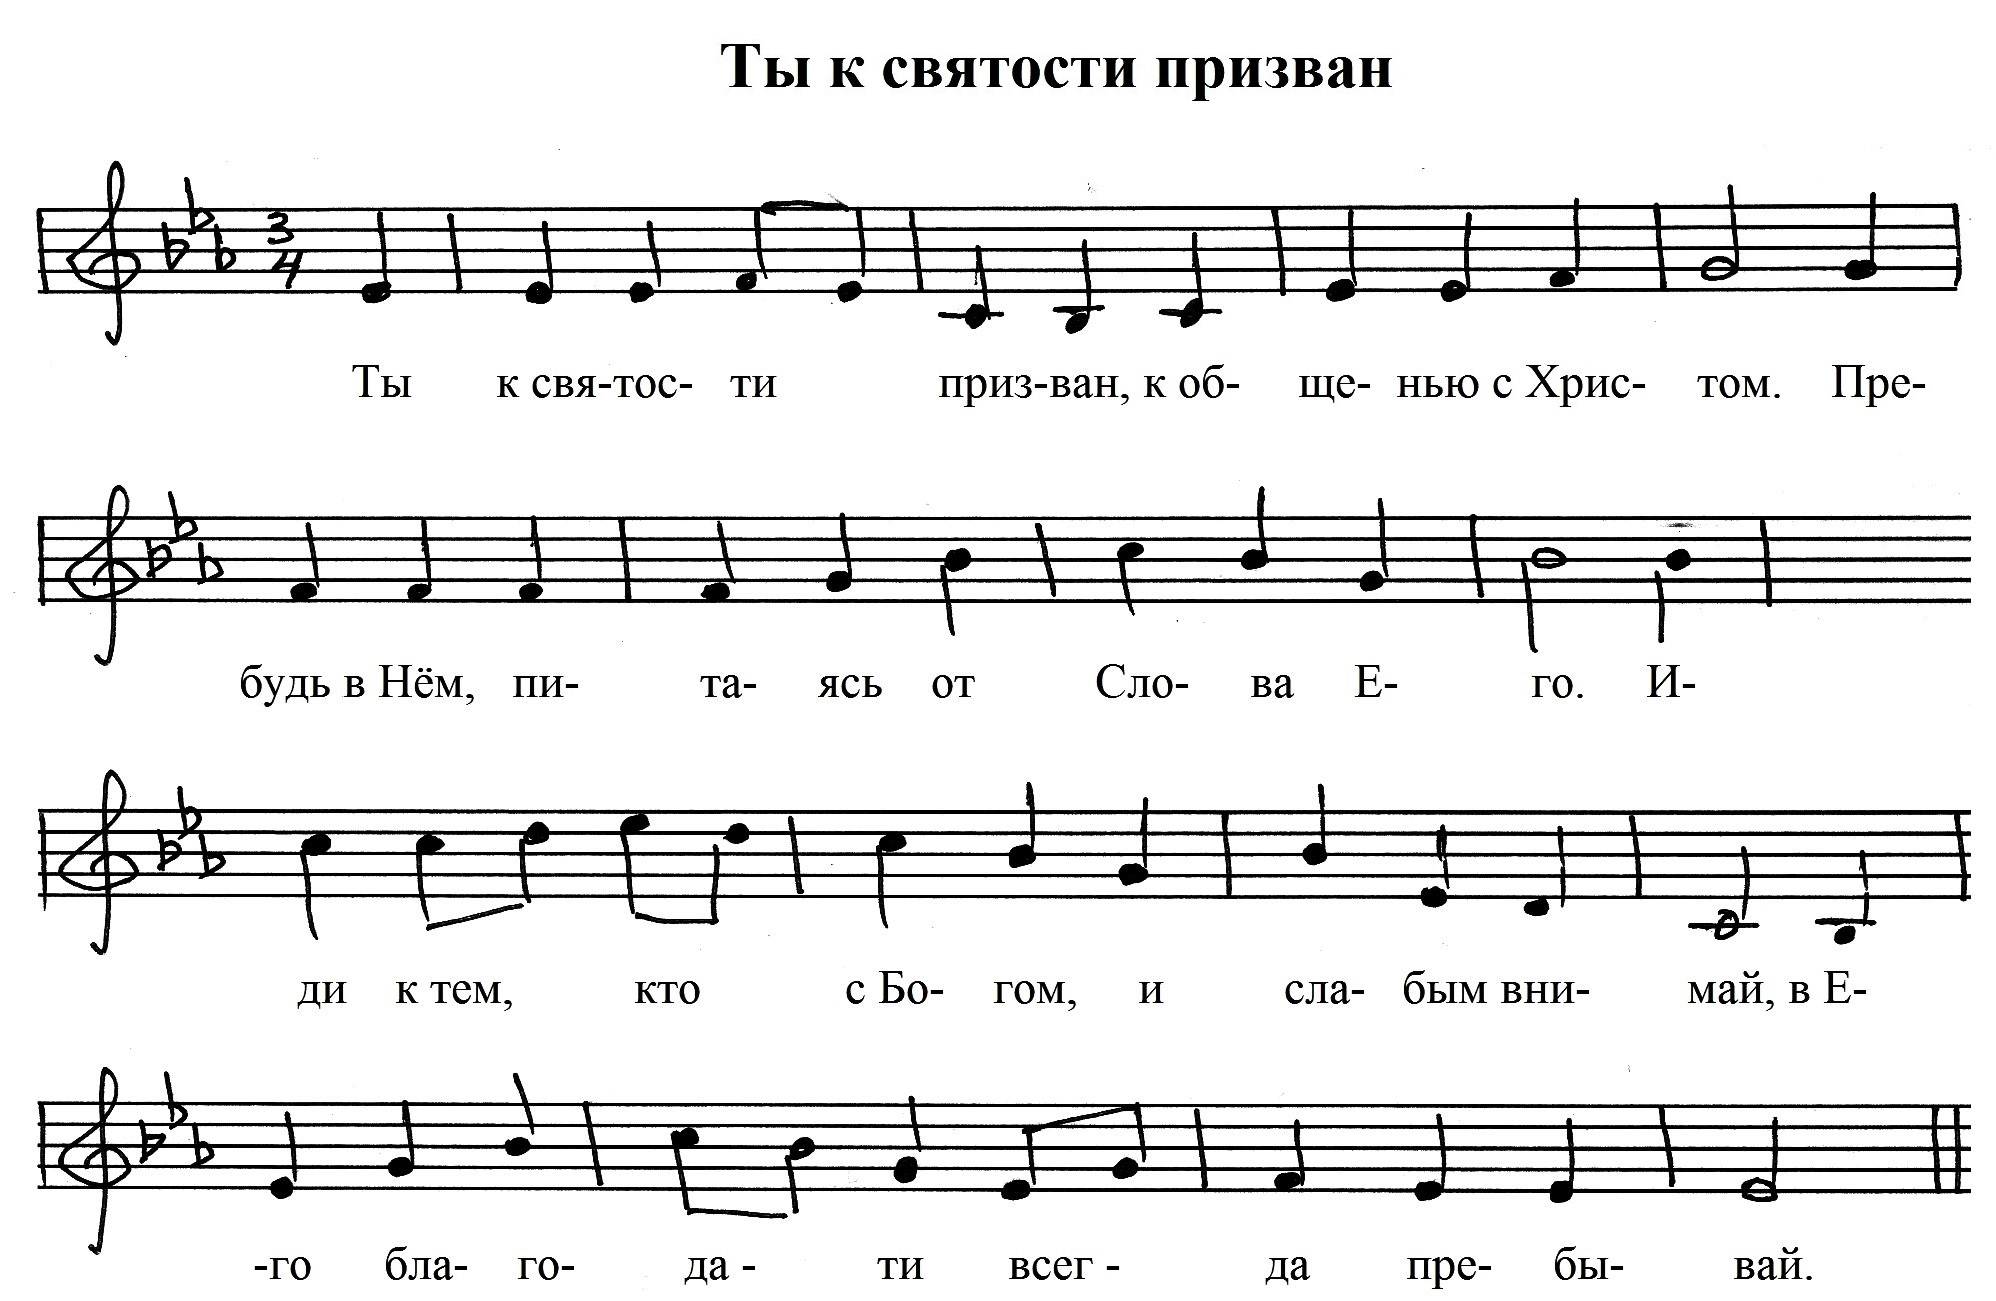 Ты к святости призван
3
4
Ты к свя-тос- ти приз-ван, к об- ще- нью с Хрис- том. Пре-
будь в Нём, пи- та- ясь от Сло- ва Е- го. И-
ди к тем, кто с Бо- гом, и сла- бым вни- май, в Е-
-го бла- го- да - ти всег - да пре- бы- вай.